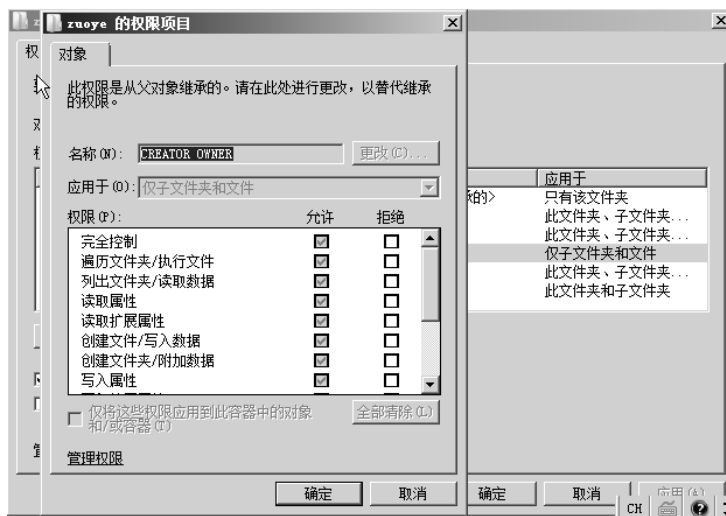 zuoye 的权限项目
权
对象
此权限是从父对象继承的。请在此处进行更改，以替代继承
的权限。
名称(N):
CREATOR OWNER
更改(C)...
应用于(O):
仅子文件夹和文件
权限(P):
允许
拒绝
完全控制
遍历文件夹/执行文件
列出文件夹/读取数据
读取属性
读取扩展属性
创建文件/写入数据
创建文件夹/附加数据
写入属性
仅将这些权限应用到此容器中的对象
和/或容器(T)
全部清除(L)
管理权限
确定
取消
应用于
承的>
只有该文件夹
此文件夹、子文件夹...
此文件夹、子文件夹...
仅子文件夹和文件
此文件夹、子文件夹...
此文件夹和子文件夹
确定
取消
应用(A)
CH